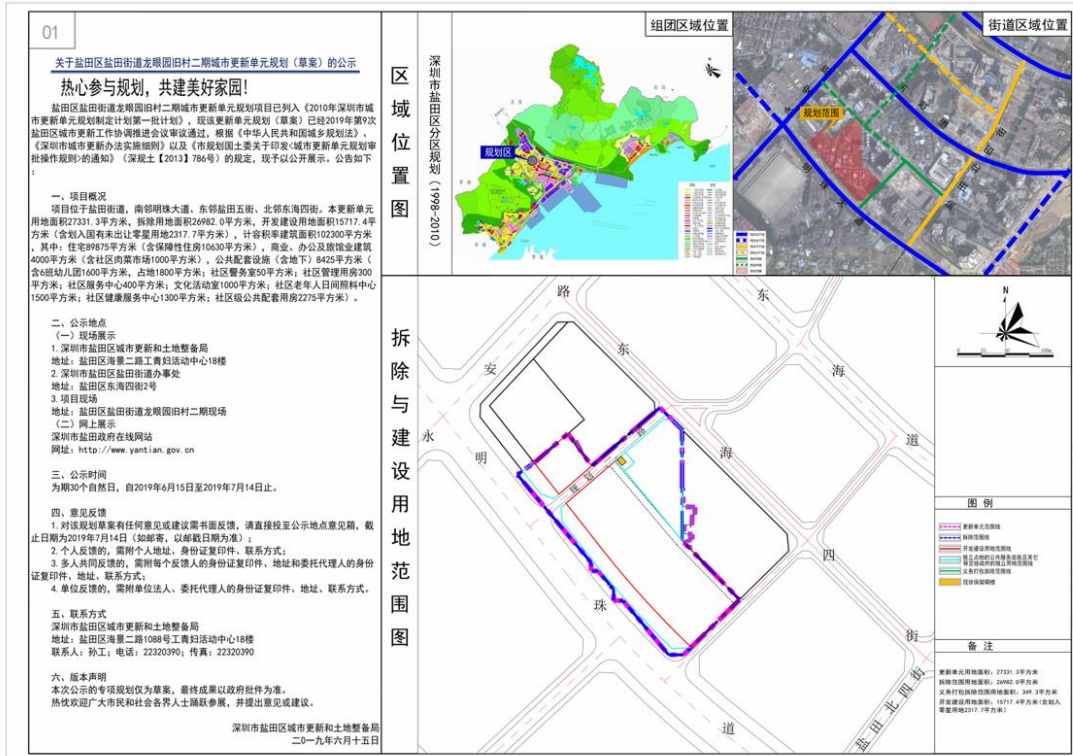 01
关于盐田区盐田街道龙眼园旧村二期城市更新单元规划（草案）的公示
热心参与规划，共建美好家园！
盐田区盐田街道龙眼园旧村二期城市更新单元规划项目已列入《2010年深圳市城
市更新单元规划制定计划第一批计划》，现该更新单元规划（草案）已经2019年第9次
盐田区城市更新工作协调推进会议审议通过，根据《中华人民共和国城乡规划法》、
《深圳市城市更新办法实施细则》以及《市规划国土委关于印发<城市更新单元规划审
批操作规则>的通知》（深规土【2013】786号）的规定，现予以公开展示。公告如下
：
一、项目概况
项目位于盐田街道，南邻明珠大道、东邻盐田五街、北邻东海四街。本更新单元
用地面积27331.3平方米，拆除用地面积26982.0平方米，开发建设用地面积15717.4平
方米（含划入国有未出让零星用地2317.7平方米），计容积率建筑面积102300平方米
，其中：住宅89875平方米（含保障性住房10630平方米），商业、办公及旅馆业建筑
4000平方米（含社区肉菜市场1000平方米），公共配套设施（含地下）8425平方米（
含6班幼儿园1600平方米，占地1800平方米；社区警务室50平方米；社区管理用房300
平方米；社区服务中心400平方米；文化活动室1000平方米；社区老年人日间照料中心
1500平方米；社区健康服务中心1300平方米；社区级公共配套用房2275平方米）。
二、公示地点
（一）现场展示
1.深圳市盐田区城市更新和土地整备局
地址：盐田区海景二路工青妇活动中心18楼
2.深圳市盐田区盐田街道办事处
地址：盐田区东海四街2号
3.项目现场
地址：盐田区盐田街道龙眼园旧村二期现场
（二）网上展示
深圳市盐田政府在线网站
网址：http://www.yantian.gov.cn
三、公示时间
为期30个自然日，自2019年6月15日至2019年7月14日止。
四、意见反馈
1.对该规划草案有任何意见或建议需书面反馈，请直接投至公示地点意见箱，截
止日期为2019年7月14日（如邮寄，以邮戳日期为准）；
2.个人反馈的，需附个人地址、身份证复印件、联系方式；
3.多人共同反馈的，需附每个反馈人的身份证复印件、地址和委托代理人的身份
证复印件、地址、联系方式；
4.单位反馈的，需附单位法人、委托代理人的身份证复印件、地址、联系方式。
五、联系方式
深圳市盐田区城市更新和土地整备局
地址：盐田区海景二路1088号工青妇活动中心18楼
联系人：孙工；电话：22320390；传真：22320390
六、版本声明
本次公示的专项规划仅为草案，最终成果以政府批件为准。
热忱欢迎广大市民和社会各界人士踊跃参展，并提出意见或建议。
深圳市盐田区城市更新和土地整备局
二0一九年六月十五日
区域位置图
深圳市盐田区分区规划（1998-2010）
组团区域位置
规划区
街道区域位置
规划范围
拆除与建设用地范围图
永安路
东海道
明珠道
东海四街
规划路
盐田北四街
N
图例
更新单元范围线
拆除范围线
开发建设用地范围线
独立占地的公共服务设施及其它
移交给政府的独立用地范围线
义务打包拆除范围线
现状保留碉楼
备注
更新单元用地面积：27331.3平方米
拆除范围用地面积：26982.0平方米
义务打包拆除范围用地面积：349.3平方米
开发建设用地面积：15717.4平方米(含划入
零星用地2317.7平方米)